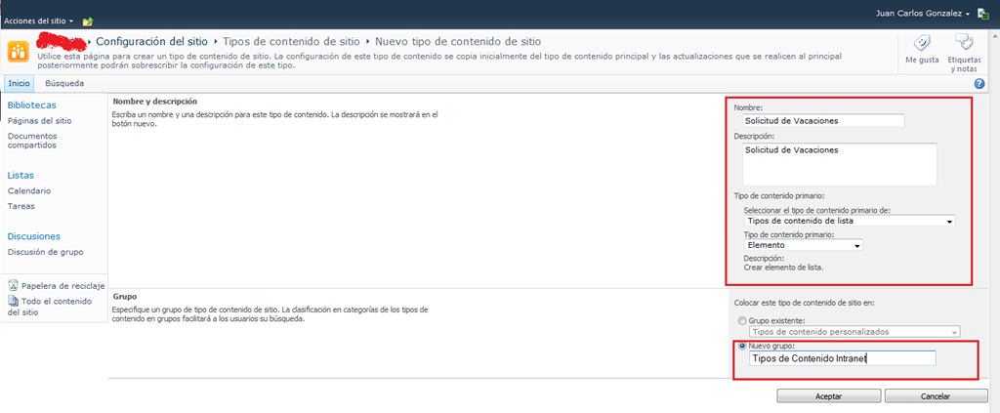 Juan Carlos Gonzalez
Acciones del sitio
Configuración del sitio Tipos de contenido de sitio Nuevo tipo de contenido de sitio
Utilice esta página para crear un tipo de contenido de sitio. La configuración de este tipo de contenido se copia inicialmente del tipo de contenido principal y las actualizaciones que se realicen al principal
posteriormente podrán sobrescribir la configuración de este tipo.
Me gusta
Etiquetas
y notas
Inicio Búsqueda
Bibliotecas
Páginas del sitio
Documentos
compartidos
Listas
Calendario
Tareas
Discusiones
Discusión de grupo
Papelera de reciclaje
Todo el contenido
del sitio
Nombre y descripción
Escriba un nombre y una descripción para este tipo de contenido. La descripción se mostrará en el
botón nuevo.
Nombre:
Solicitud de Vacaciones
Descripción:
Solicitud de Vacaciones
Tipo de contenido primario:
Seleccionar el tipo de contenido primario de:
Tipos de contenido de lista
Tipo de contenido primario:
Elemento
Descripción:
Crear elemento de lista.
Grupo
Especifique un grupo de tipo de contenido de sitio. La clasificación en categorías de los tipos de
contenido en grupos facilitará a los usuarios su búsqueda.
Colocar este tipo de contenido de sitio en:
Grupo existente:
Tipos de contenido personalizados
Nuevo grupo:
Tipos de Contenido Intranet
Aceptar Cancelar